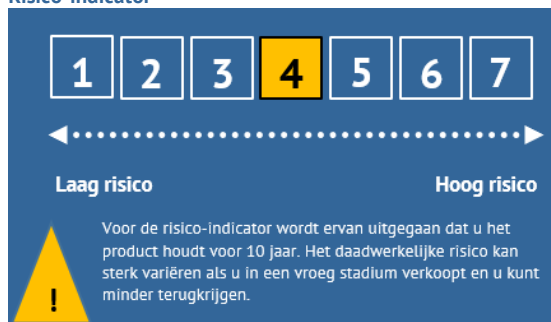 Risico-indicator
1 2 3 4 5 6 7
Laag risico Hoog risico
Voor de risico-indicator wordt ervan uitgegaan dat u het
product houdt voor 10 jaar. Het daadwerkelijke risico kan
sterk variëren als u in een vroeg stadium verkoopt en u kunt
minder terugkrijgen.
!